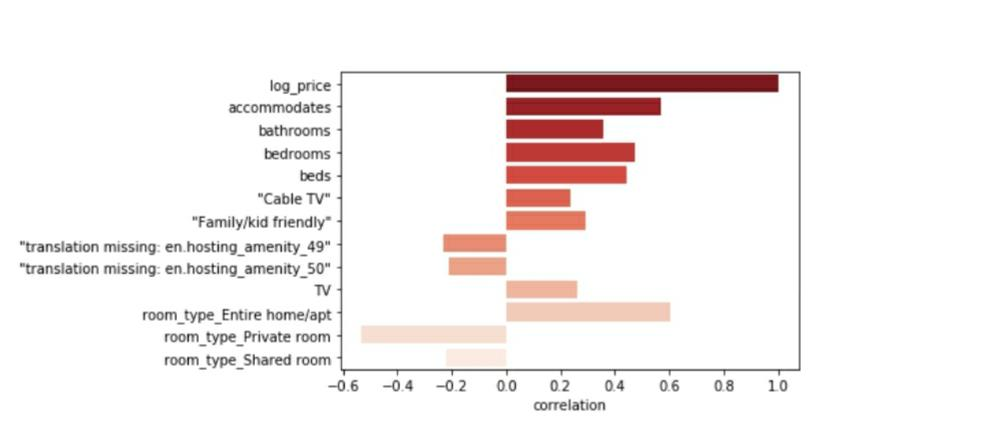 log_price
accommodates
bathrooms
bedrooms
beds
"Cable TV"
"Family/kid friendly"
"translation missing: en.hosting_amenity_49"
"translation missing: en.hosting_amenity_50"
TV
room_type_Entire home/apt
room_type_Private room
room_type_Shared room
−0.6 −0.4 −0.2 0.0 0.2 0.4 0.6 0.8 1.0
correlation